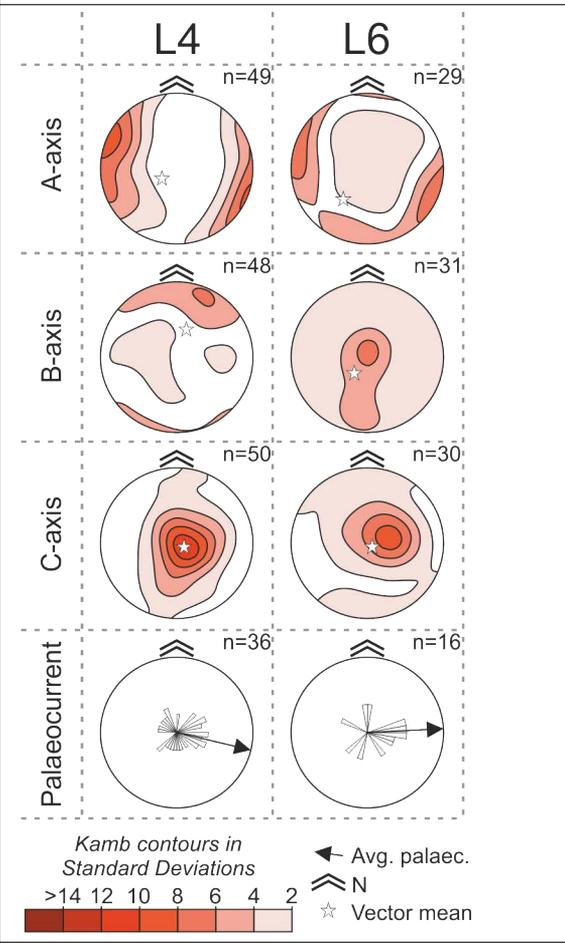 L4 L6
A-axis n=49 n=29
B-axis n=48 n=31
C-axis n=50 n=30
Palaeocurrent n=36 n=16
Kamb contours in
Standard Deviations
>14 12 10 8 6 4 2
Avg. palaec.
N
Vector mean